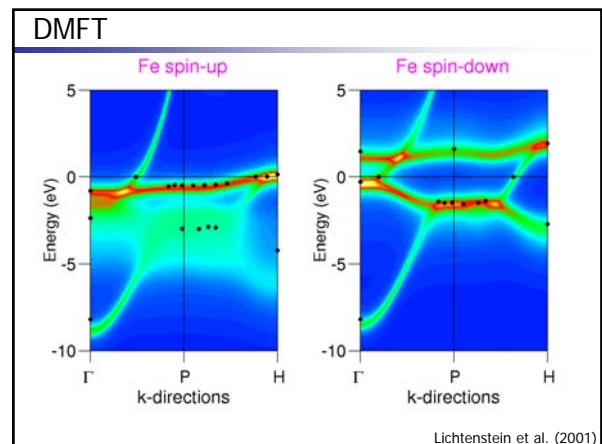 DMFT
Fe spin-up
5
0
-5
-10
Energy (eV)
Γ P H
k-directions
Fe spin-down
5
0
-5
-10
Energy (eV)
Γ P H
k-directions
Lichtenstein et al. (2001)